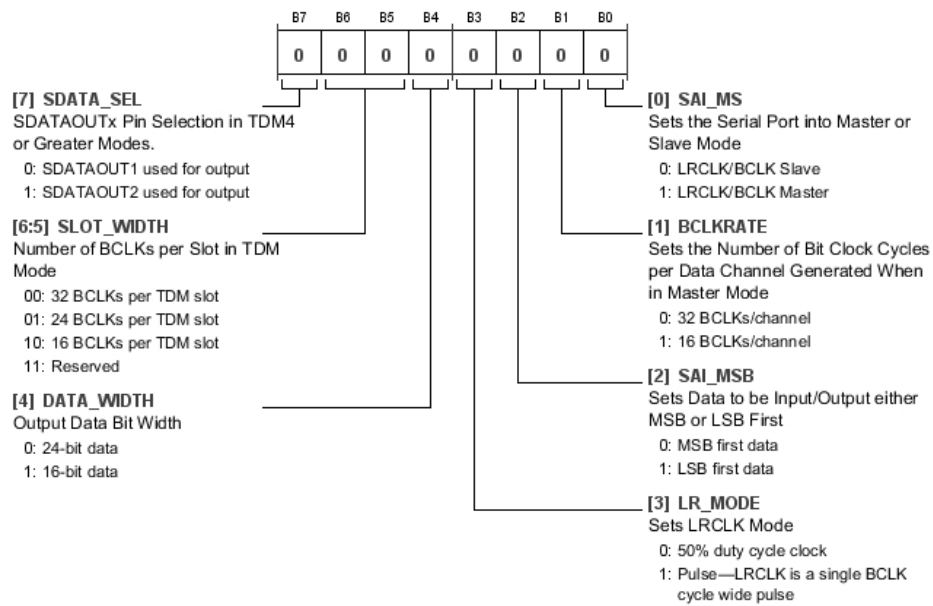 B7 B6 B5 B4 B3 B2 B1 B0
0 0 0 0 0 0 0 0
[7] SDATA_SEL
SDATAOUTx Pin Selection in TDM4
or Greater Modes.
0: SDATAOUT1 used for output
1: SDATAOUT2 used for output
[6:5] SLOT_WIDTH
Number of BCLKs per Slot in TDM
Mode
00: 32 BCLKs per TDM slot
01: 24 BCLKs per TDM slot
10: 16 BCLKs per TDM slot
11: Reserved
[4] DATA_WIDTH
Output Data Bit Width
0: 24-bit data
1: 16-bit data
[0] SAI_MS
Sets the Serial Port into Master or
Slave Mode
0: LRCLK/BCLK Slave
1: LRCLK/BCLK Master
[1] BCLKRATE
Sets the Number of Bit Clock Cycles
per Data Channel Generated When
in Master Mode
0: 32 BCLKs/channel
1: 16 BCLKs/channel
[2] SAI_MSB
Sets Data to be Input/Output either
MSB or LSB First
0: MSB first data
1: LSB first data
[3] LR_MODE
Sets LRCLK Mode
0: 50% duty cycle clock
1: Pulse—LRCLK is a single BCLK
cycle wide pulse